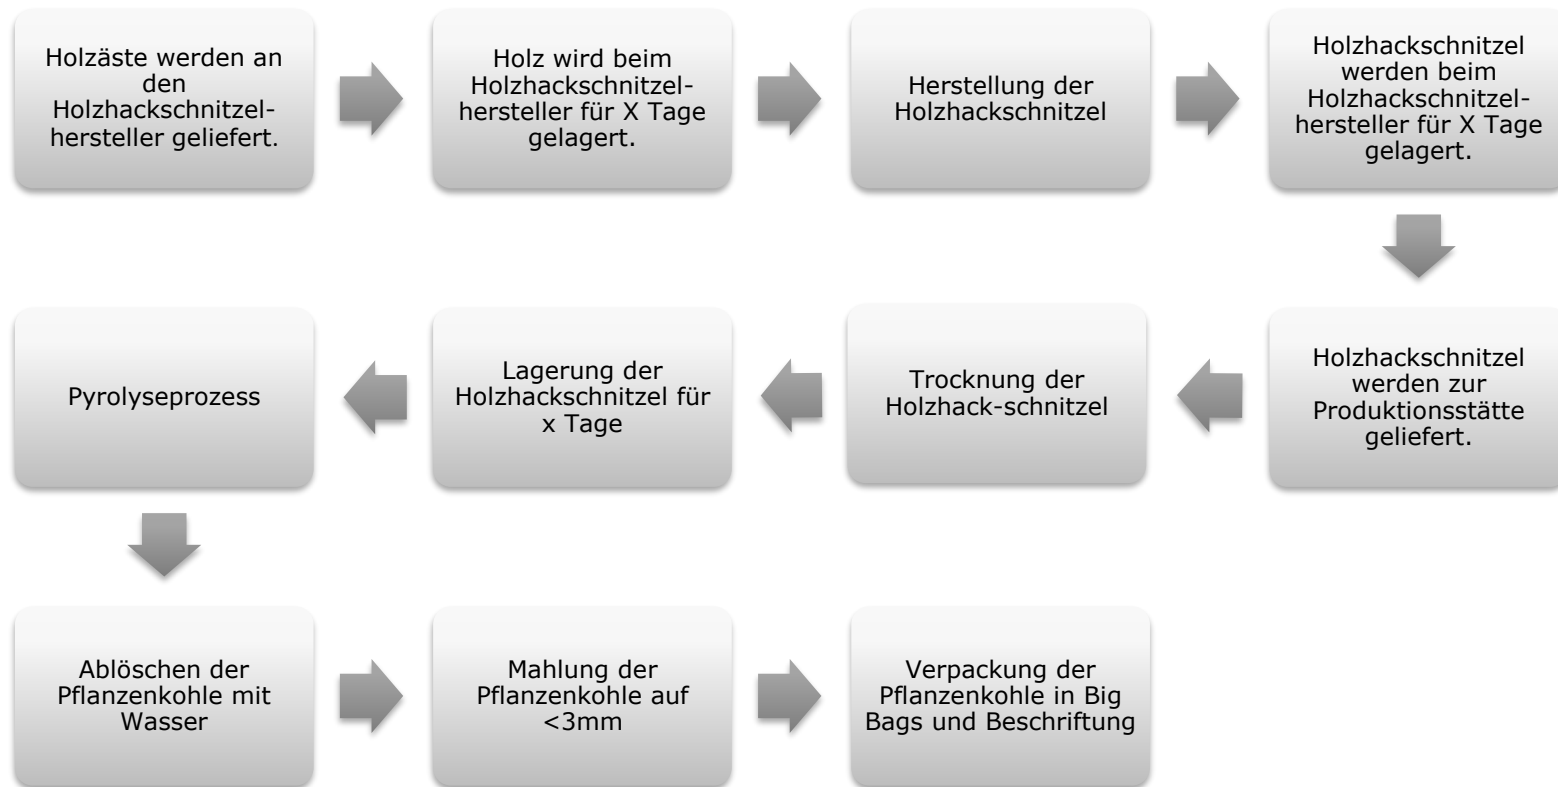 Holzäste werden an
den
Holzhackschnitzel-
hersteller geliefert.
Holz wird beim
Holzhackschnitzel-
hersteller für X Tage
gelagert.
Herstellung der
Holzhackschnitzel
Holzhackschnitzel
werden beim
Holzhackschnitzel-
hersteller für X Tage
gelagert.
Holzhackschnitzel
werden zur
Produktionsstätte
geliefert.
Trocknung der
Holzhack-schnitzel
Lagerung der
Holzhackschnitzel für
x Tage
Pyrolyseprozess
Ablöschen der
Pflanzenkohle mit
Wasser
Mahlung der
Pflanzenkohle auf
<3mm
Verpackung der
Pflanzenkohle in Big
Bags und Beschriftung